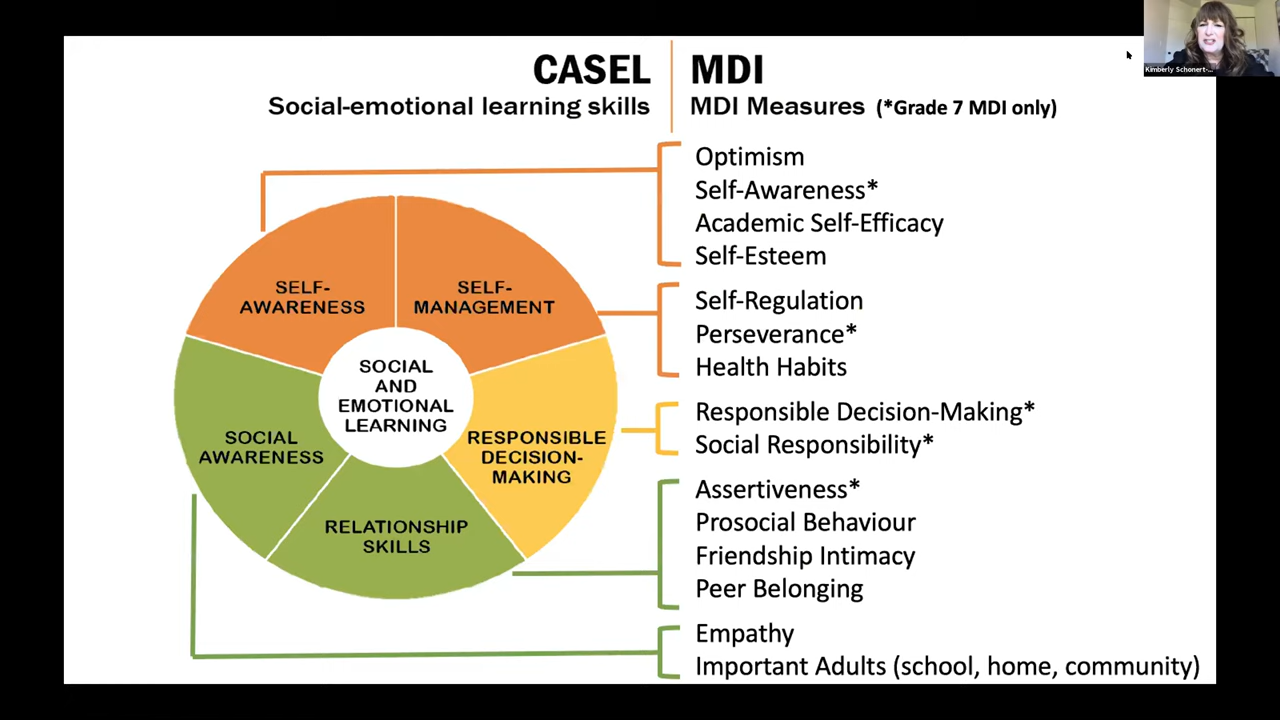 CASEL
Social-emotional learning skills
MDI
MDI Measures (*Grade 7 MDI only)
Kimberly Schonert-...
SELF-
AWARENESS
SELF-
MANAGEMENT
SOCIAL
AND
EMOTIONAL
LEARNING
SOCIAL
AWARENESS
RESPONSIBLE
DECISION-
MAKING
RELATIONSHIP
SKILLS
Optimism
Self-Awareness*
Academic Self-Efficacy
Self-Esteem
Self-Regulation
Perseverance*
Health Habits
Responsible Decision-Making*
Social Responsibility*
Assertiveness*
Prosocial Behaviour
Friendship Intimacy
Peer Belonging
Empathy
Important Adults (school, home, community)